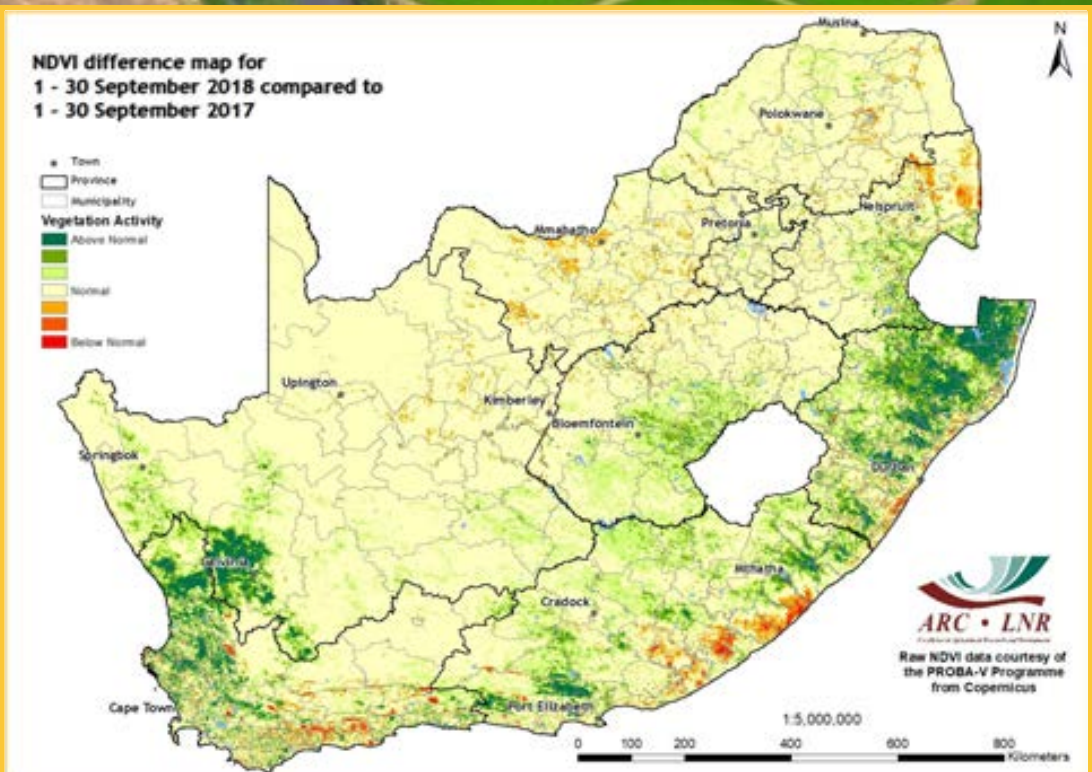 NDVI difference map for
1 - 30 September 2018 compared to
1 - 30 September 2017
Town
Province
Municipality
Vegetation Activity
Above Normal
Normal
Below Normal
N
Musina
Polokwane
Nelspruit
Pretoria
Mmabatho
Upington
Kimberley
Bloemfontein
Springbok
Durban
Calvinia
Mthatha
Cradock
Cape Town
Port Elizabeth
ARC • LNR
Raw NDVI data courtesy of
the PROBA-V Programme
from Copernicus
1:5,000,000
0 100 200 400 600 800
Kilometers